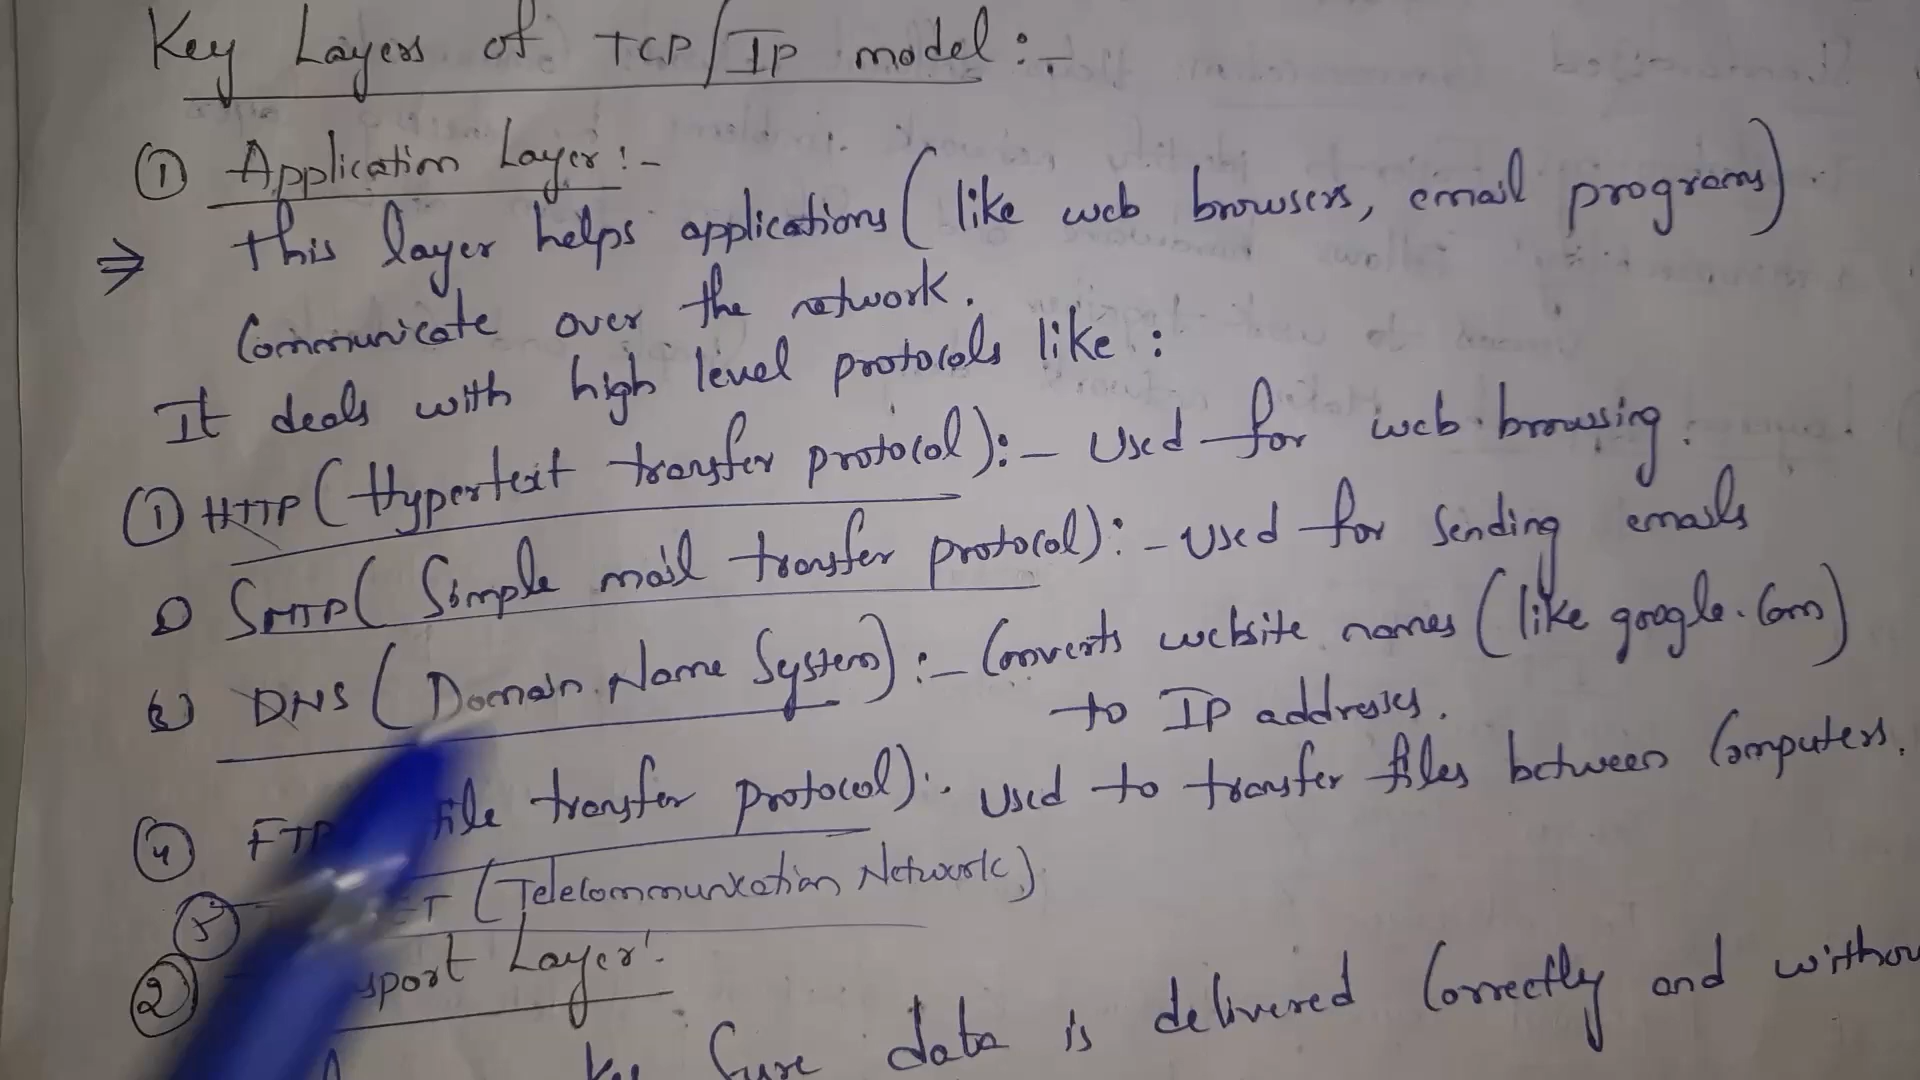 Key Layers of TCP/IP model :-
① Application Layer :-
⇒ This layer helps applications (like web browsers, email programs)
Communicate over the network.
It deals with high level protocols like :
① HTTP (Hypertext transfer protocol) :- Used for web browsing.
SMTP (Simple mail transfer protocol) :- Used for sending emails
③ DNS (Domain Name System) :- Converts website names (like google.com)
to IP addresses.
④ FTP file transfer protocol) :- Used to transfer files between Computers.
⑤ ET (Telecommunication Network)
② sport Layer :
sure data is delivered Correctly and